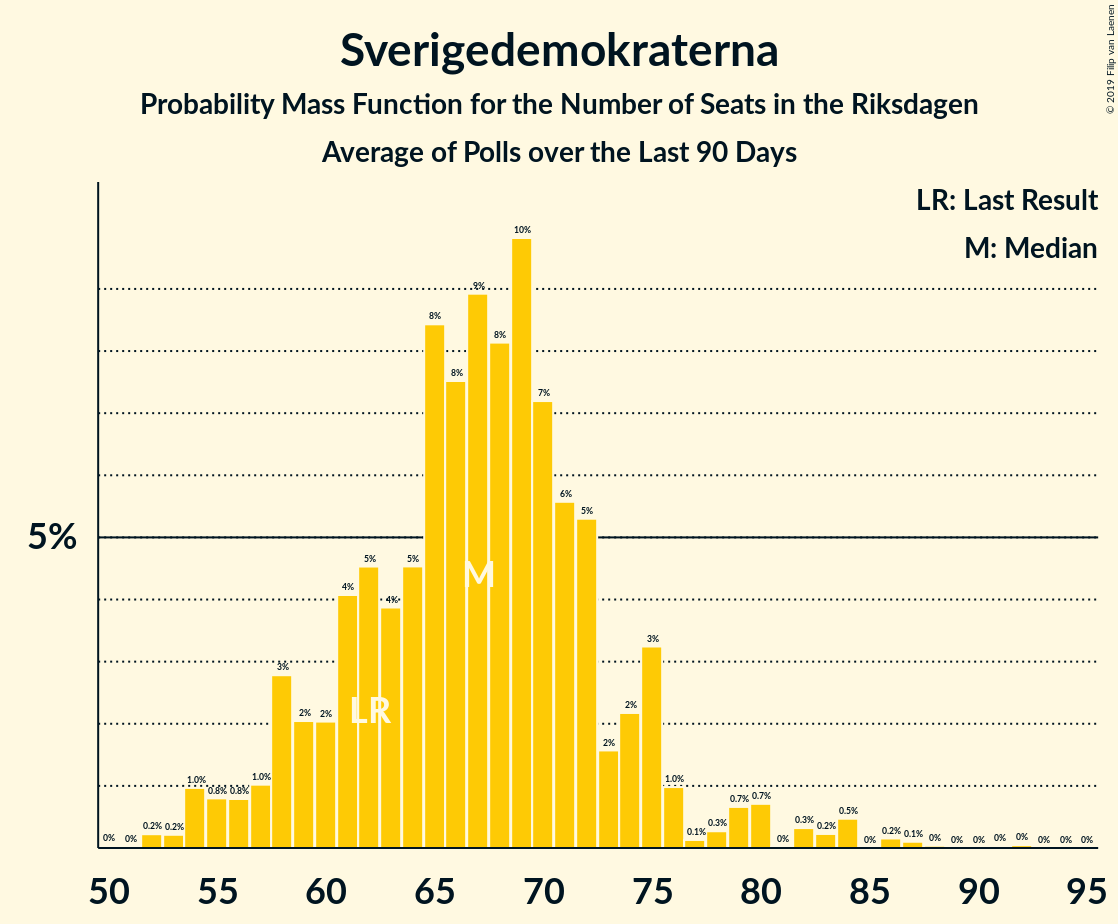 Sverigedemokraterna
Probability Mass Function for the Number of Seats in the Riksdagen
Average of Polls over the Last 90 Days
© 2019 Filip van Laenen
LR: Last Result
M: Median
5%
0% 0% 0.2% 0.2% 1.0% 0.8% 0.8% 1.0% 3% 2% 2% 4% 5% 4% 5% 8% 8% 9% 8% 10% 7% 6% 5% 2% 2% 3% 1.0% 0.1% 0.3% 0.7% 0.7% 0% 0.3% 0.2% 0.5% 0% 0.2% 0.1% 0% 0% 0% 0% 0% 0% 0% 0%
M
LR
50 55 60 65 70 75 80 85 90 95